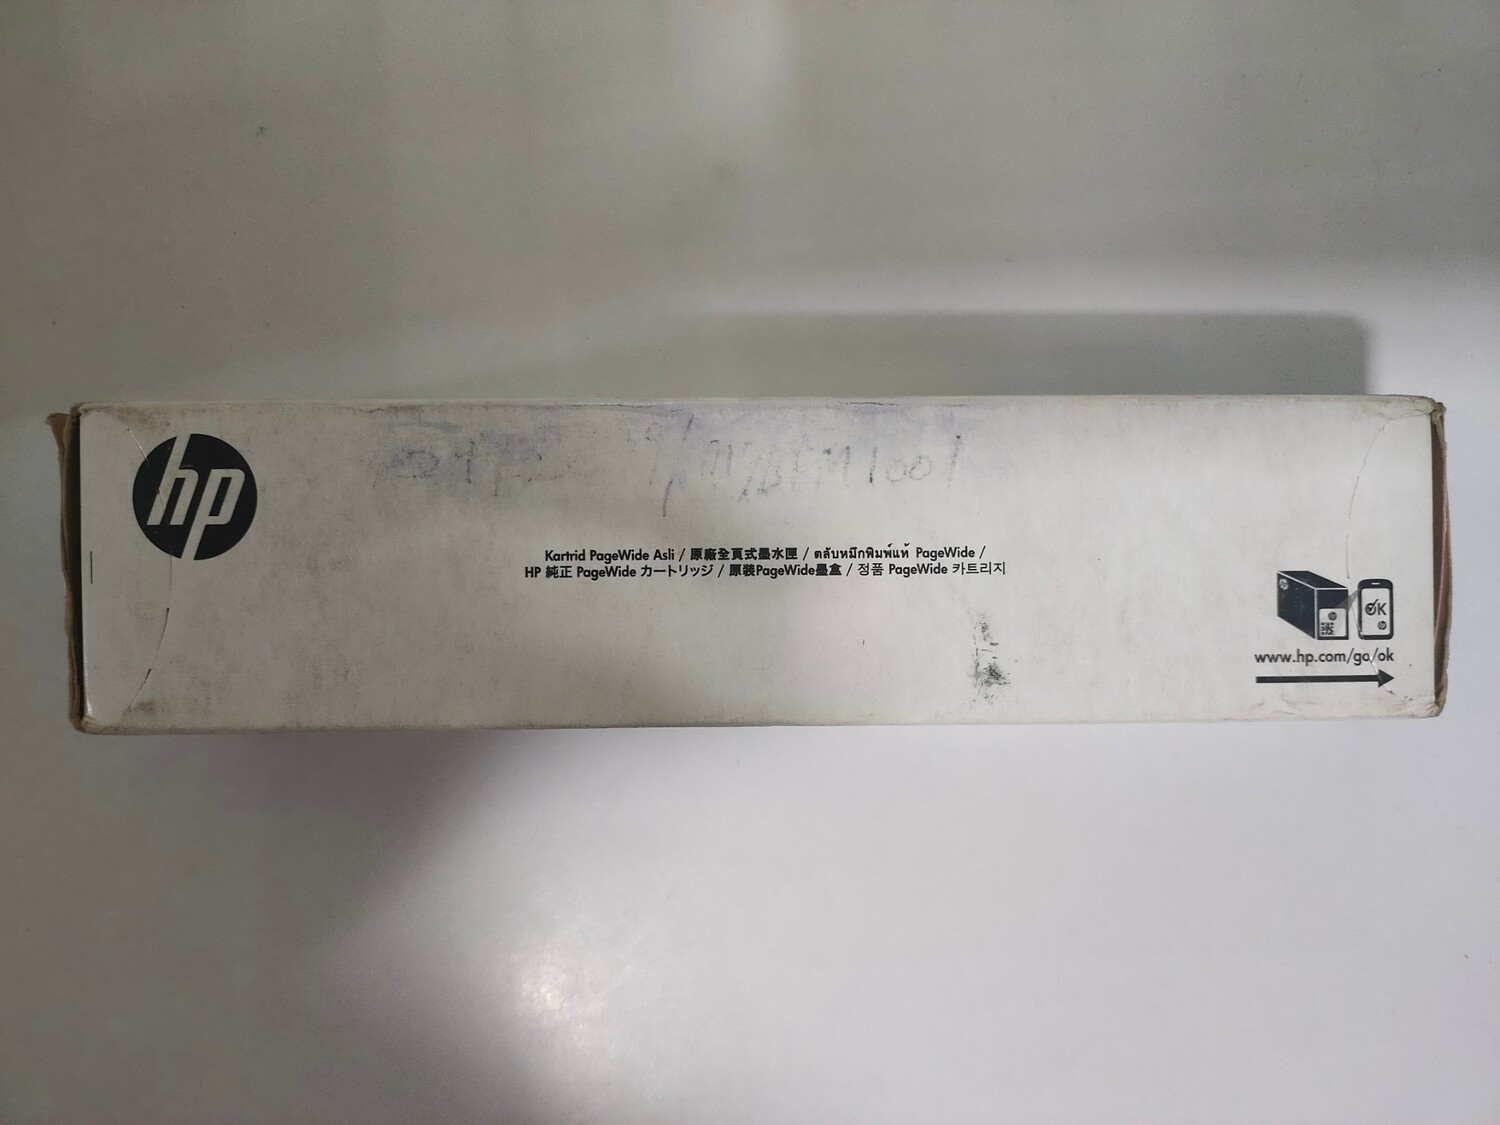 hp
Kartrid PageWide Asli / 原廠全頁式墨水匣 / ตลับหมึกพิมพ์แท้ PageWide /
HP 純正 PageWide カートリッジ / 原裝PageWide墨盒 / 정품 PageWide 카트리지
OK
www.hp.com/go/ok